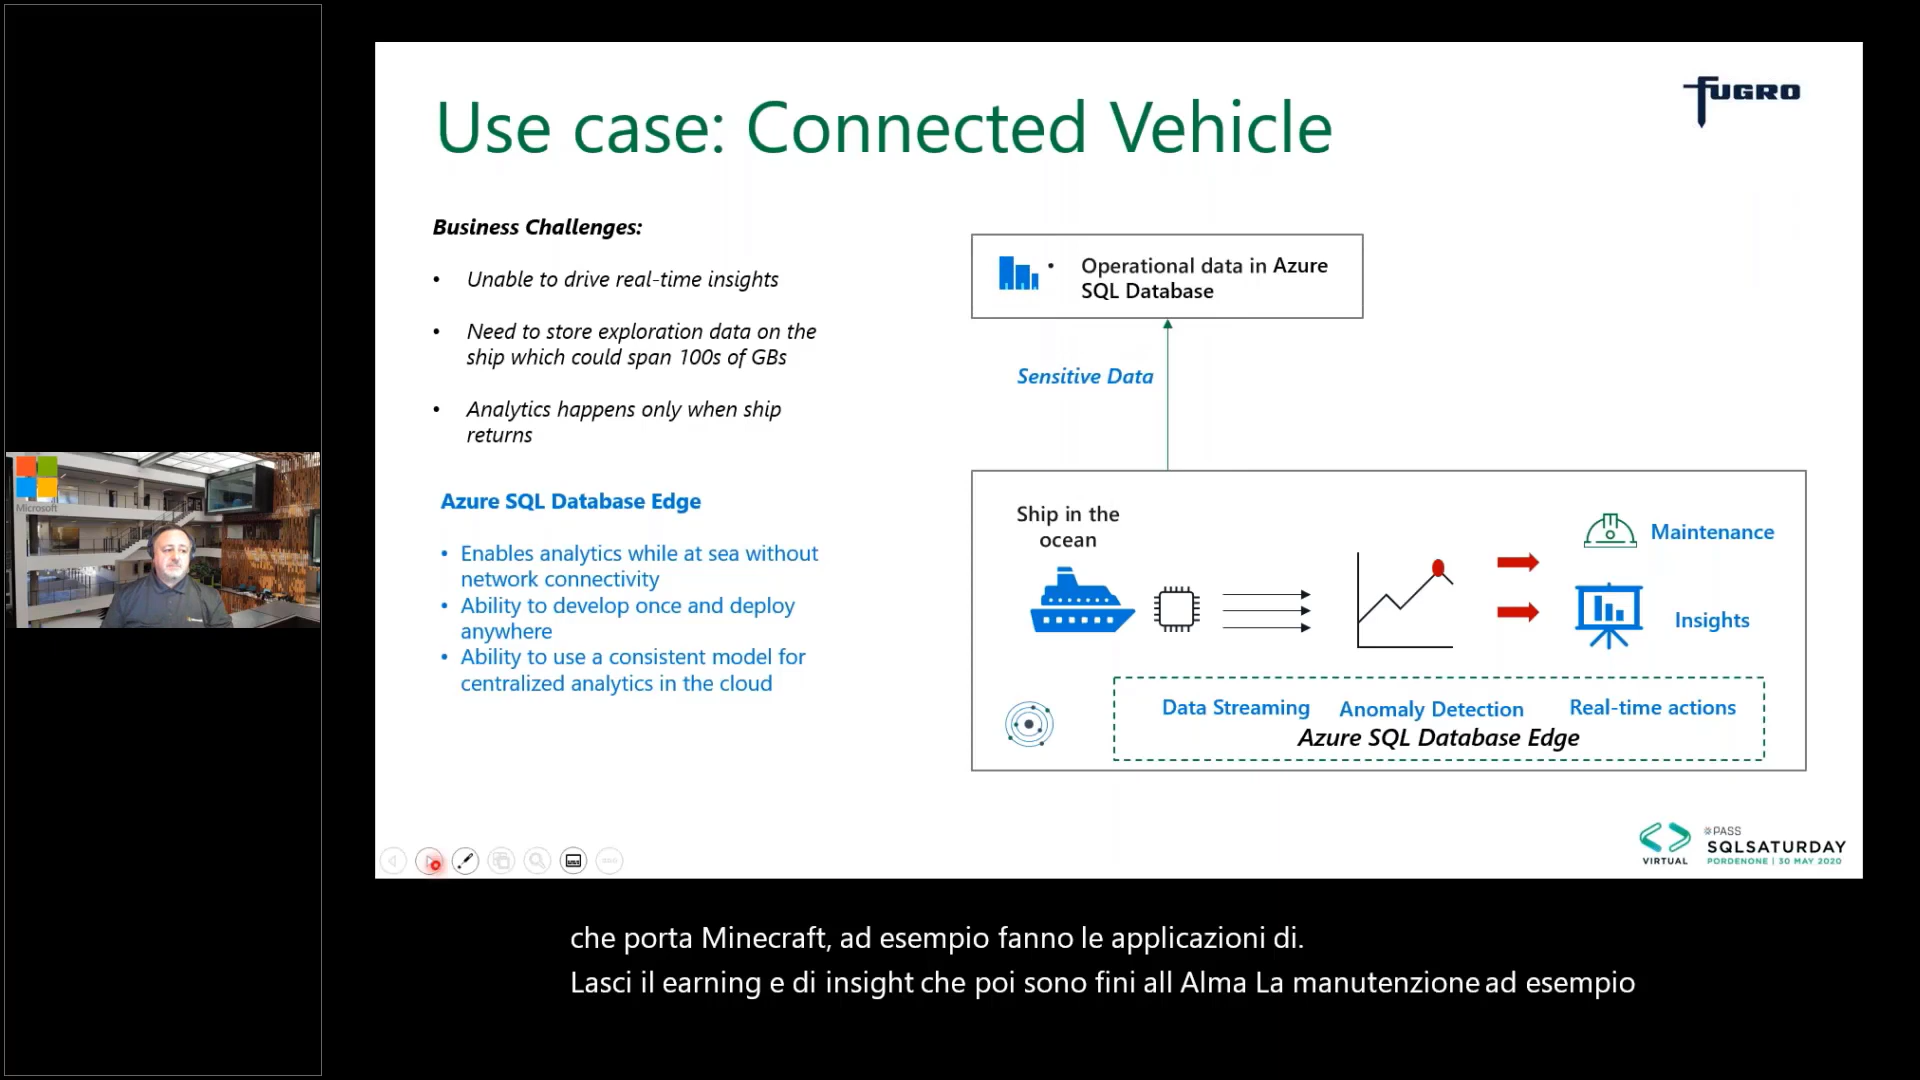 FUGRO
Use case: Connected Vehicle
Business Challenges:
• Unable to drive real-time insights
• Need to store exploration data on the
ship which could span 100s of GBs
• Analytics happens only when ship
returns
Azure SQL Database Edge
• Enables analytics while at sea without
network connectivity
• Ability to develop once and deploy
anywhere
• Ability to use a consistent model for
centralized analytics in the cloud
• Operational data in Azure
SQL Database
Sensitive Data
Ship in the
ocean
Maintenance
Insights
Data Streaming Anomaly Detection Real-time actions
Azure SQL Database Edge
Microsoft
VIRTUAL
PASS
SQLSATURDAY
PORDENONE | 30 MAY 2020
che porta Minecraft, ad esempio fanno le applicazioni di.
Lasci il earning e di insight che poi sono fini all Alma La manutenzione ad esempio